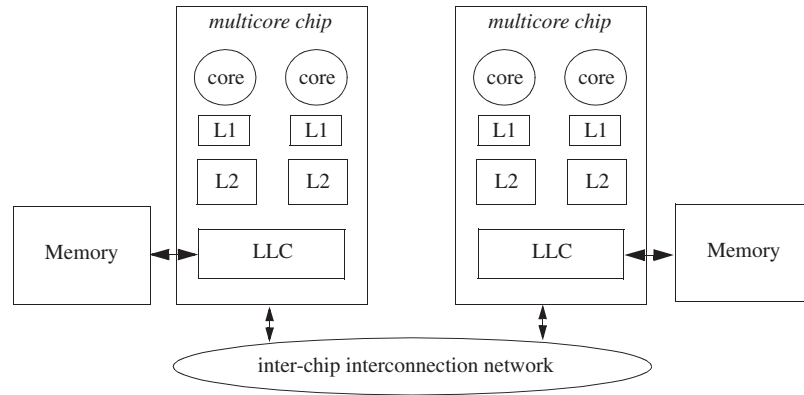 multicore chip
multicore chip
core
core
core
core
L1
L1
L1
L1
L2
L2
L2
L2
Memory
LLC
LLC
Memory
inter-chip interconnection network